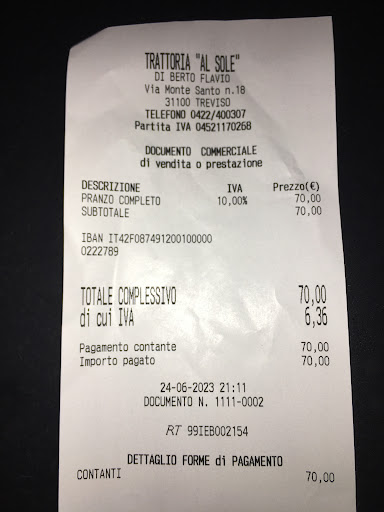 TRATTORIA "AL SOLE"
DI BERTO FLAVIO
Via Monte Santo n.18
31100 TREVISO
TELEFONO 0422/400307
Partita IVA 04521170268
DOCUMENTO COMMERCIALE
di vendita o prestazione
DESCRIZIONE IVA Prezzo(€)
PRANZO COMPLETO 10,00% 70,00
SUBTOTALE 70,00
IBAN IT42F087491200100000
0222789
TOTALE COMPLESSIVO 70,00
di cui IVA 6,36
Pagamento contante 70,00
Importo pagato 70,00
24-06-2023 21:11
DOCUMENTO N. 1111-0002
RT 99IEB002154
DETTAGLIO FORME di PAGAMENTO
CONTANTI 70,00